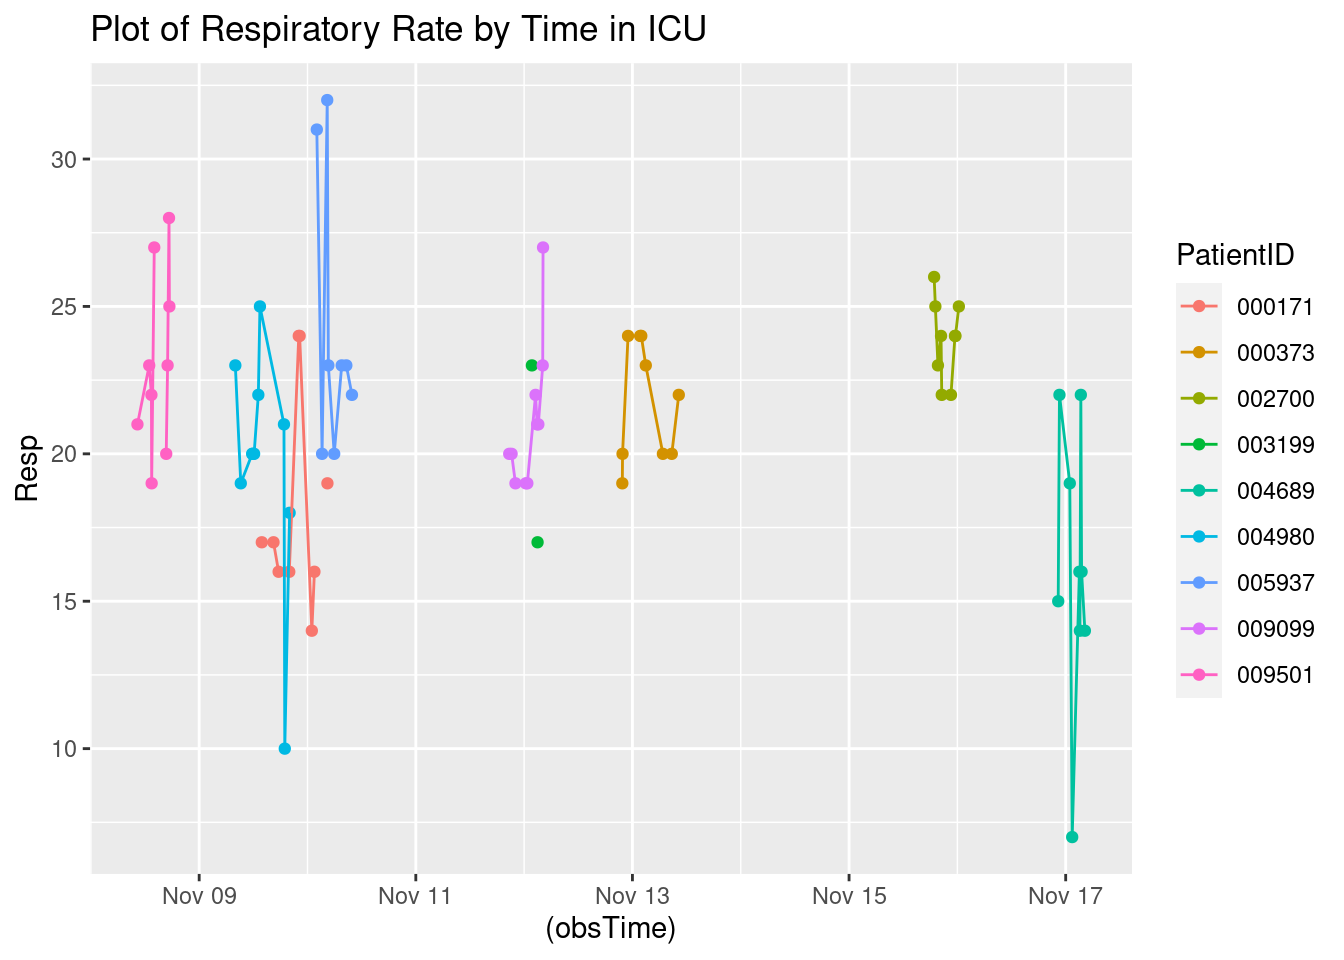 Plot of Respiratory Rate by Time in ICU
Resp
30
25
20
15
10
Nov 09
Nov 11
Nov 13
Nov 15
Nov 17
(obsTime)
PatientID
000171
000373
002700
003199
004689
004980
005937
009099
009501